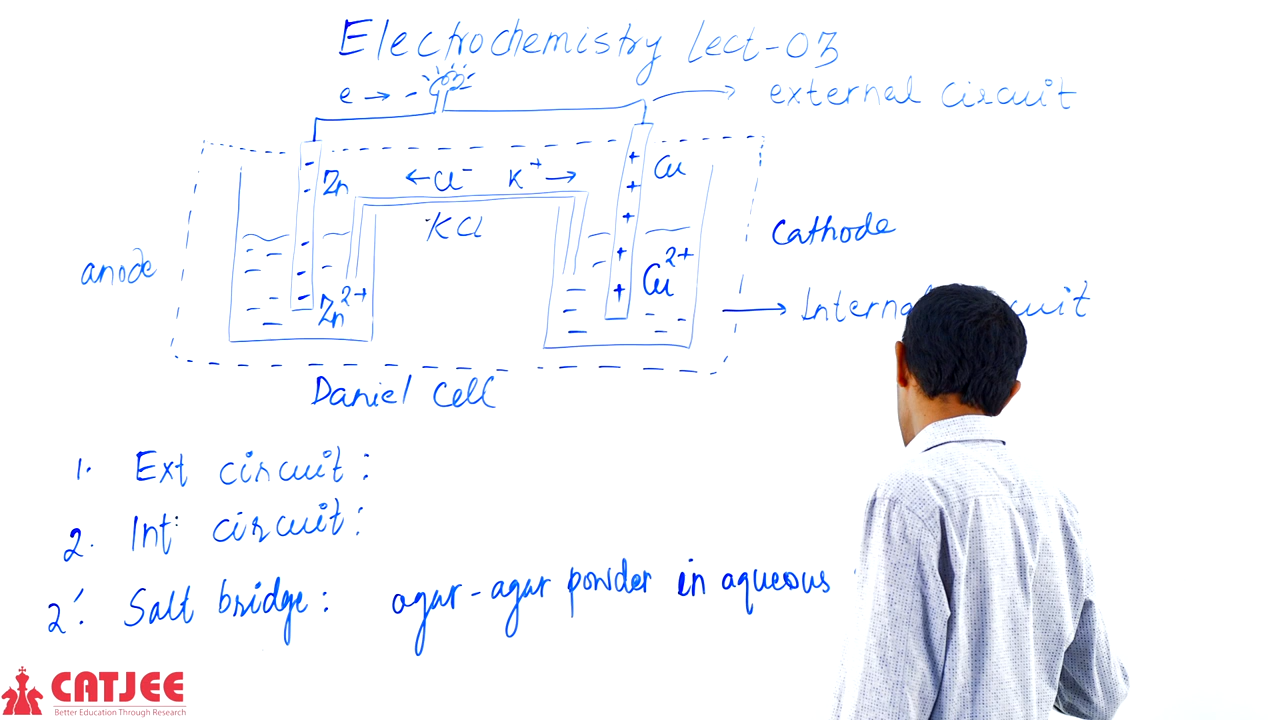 Electrochemistry Lect-03
e → -
external circuit
Zn
← Cl⁻ K⁺ →
Cu
KCl
Cathode
anode
Zn²⁺
Cu²⁺
Daniel Cell
1. Ext circuit:
2. Int circuit:
2'. Salt bridge: agar-agar powder in aqueous
CATJEE
Better Education Through Research